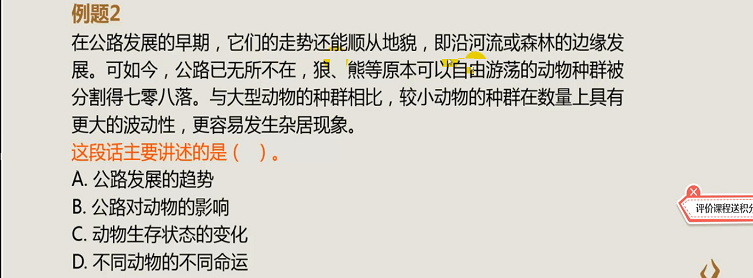 例题2
在公路发展的早期，它们的走势还能顺从地貌，即沿河流或森林的边缘发
展。可如今，公路已无所不在，狼、熊等原本可以自由游荡的动物种群被
分割得七零八落。与大型动物的种群相比，较小动物的种群在数量上具有
更大的波动性，更容易发生杂居现象。
这段话主要讲述的是（　）。
A. 公路发展的趋势
B. 公路对动物的影响
评价课程送积分
C. 动物生存状态的变化
D. 不同动物的不同命运